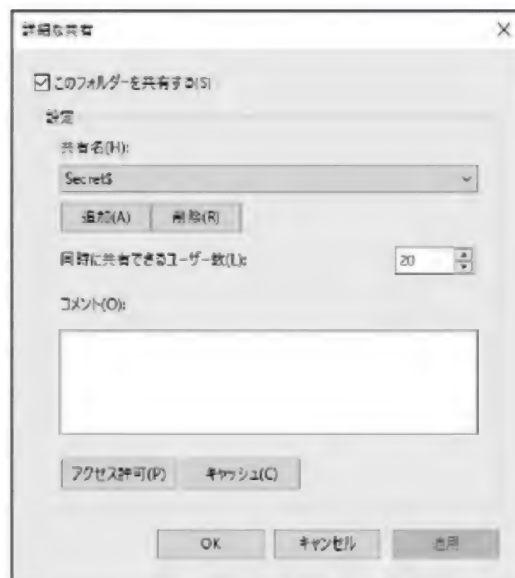 詳細な共有
このフォルダーを共有する(S)
設定
共有名(H):
Secret$
追加(A) 削除(R)
同時に共有できるユーザー数(L): 20
コメント(O):
アクセス許可(P) キャッシュ(C)
OK キャンセル 適用